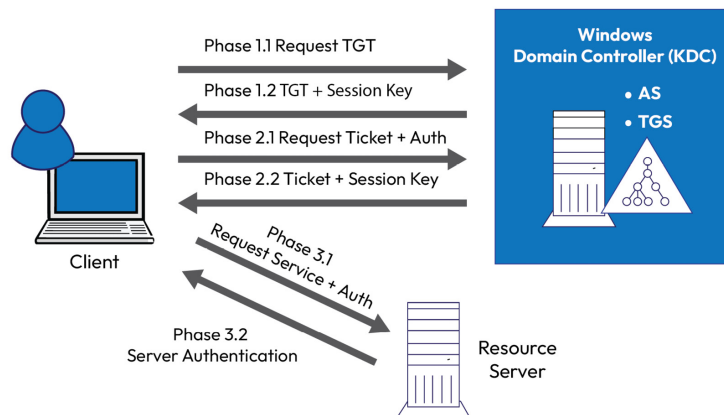 Phase 1.1 Request TGT
Windows
Domain Controller (KDC)
Phase 1.2 TGT + Session Key
• AS
Phase 2.1 Request Ticket + Auth
• TGS
Phase 2.2 Ticket + Session Key
Client
Phase 3.1
Request Service + Auth
Phase 3.2
Server Authentication
Resource
Server